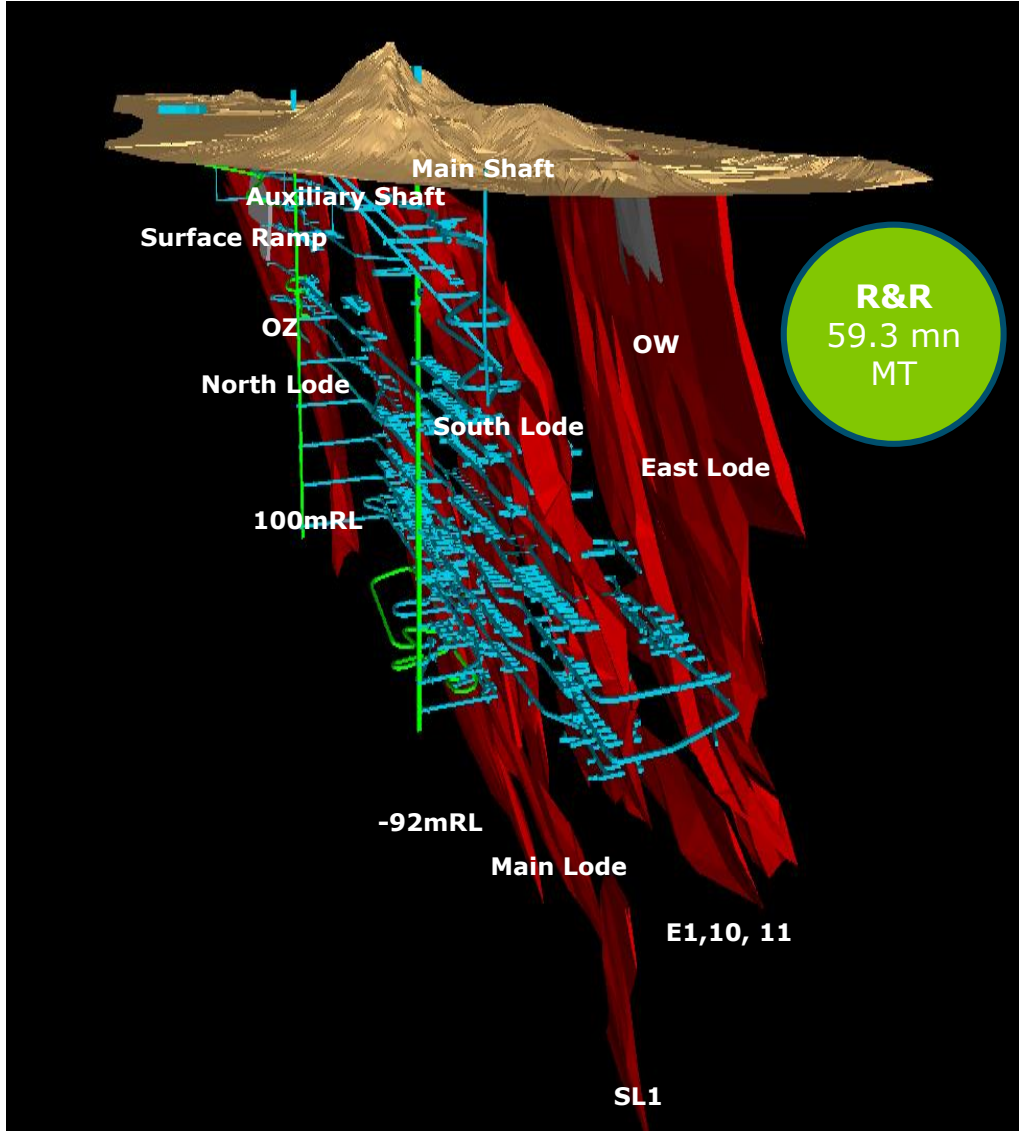 Main Shaft
Auxiliary Shaft
Surface Ramp
OZ
North Lode
South Lode
OW
East Lode
R&R
59.3 mn
MT
100mRL
-92mRL
Main Lode
E1,10, 11
SL1